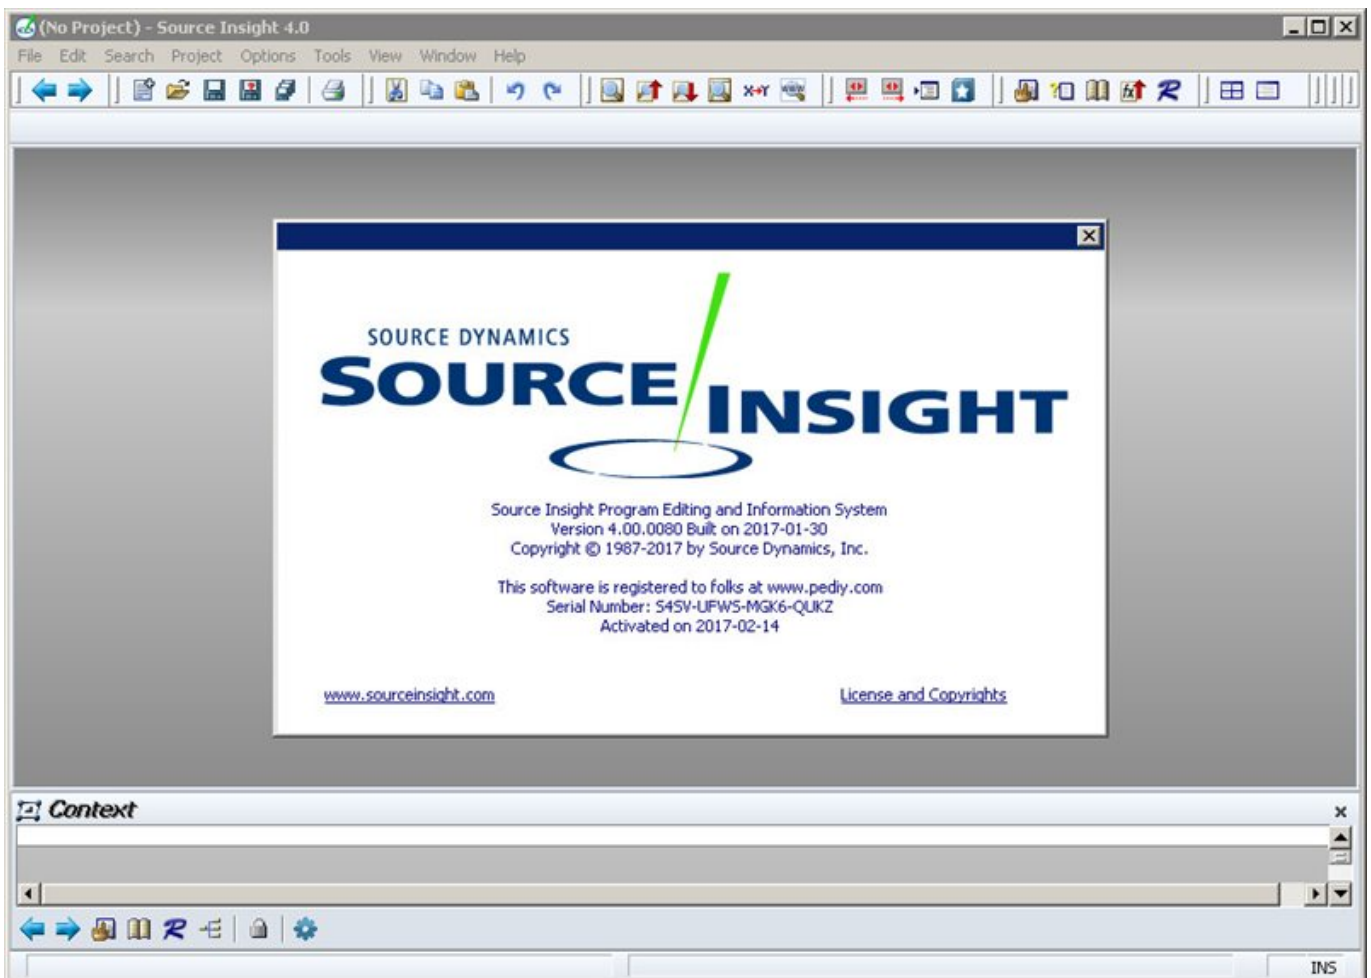 (No Project) - Source Insight 4.0
File Edit Search Project Options Tools View Window Help
SOURCE DYNAMICS
SOURCE INSIGHT
Source Insight Program Editing and Information System
Version 4.00.0080 Built on 2017-01-30
Copyright © 1987-2017 by Source Dynamics, Inc.
This software is registered to folks at www.pediy.com
Serial Number: S4SV-UFWS-MGK6-QUKZ
Activated on 2017-02-14
www.sourceinsight.com
License and Copyrights
Context
INS